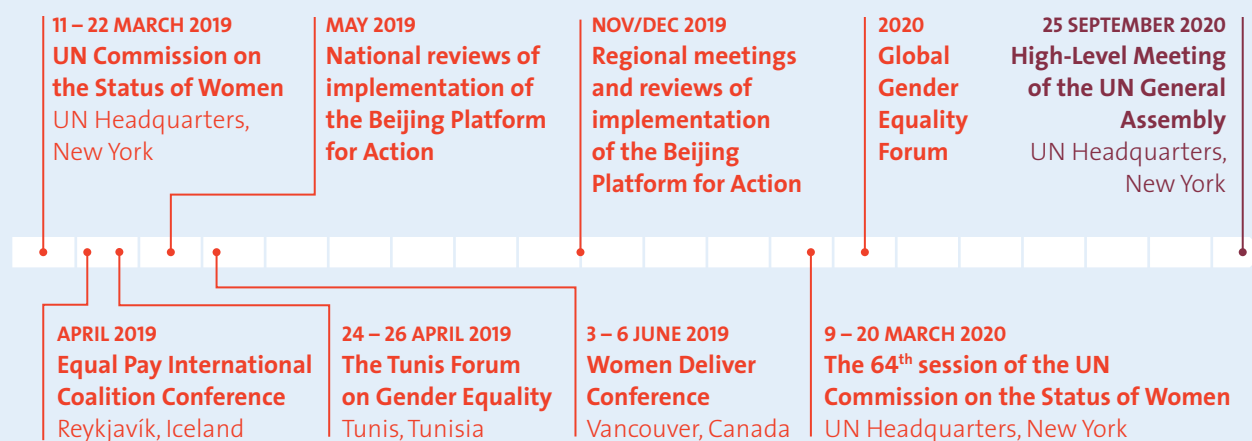 11 – 22 MARCH 2019
UN Commission on
the Status of Women
UN Headquarters,
New York
MAY 2019
National reviews of
implementation of
the Beijing Platform
for Action
NOV/DEC 2019
Regional meetings
and reviews of
implementation
of the Beijing
Platform for Action
2020
Global
Gender
Equality
Forum
25 SEPTEMBER 2020
High-Level Meeting
of the UN General
Assembly
UN Headquarters,
New York
APRIL 2019
Equal Pay International
Coalition Conference
Reykjavík, Iceland
24 – 26 APRIL 2019
The Tunis Forum
on Gender Equality
Tunis, Tunisia
3 – 6 JUNE 2019
Women Deliver
Conference
Vancouver, Canada
9 – 20 MARCH 2020
The 64th session of the UN
Commission on the Status of Women
UN Headquarters, New York